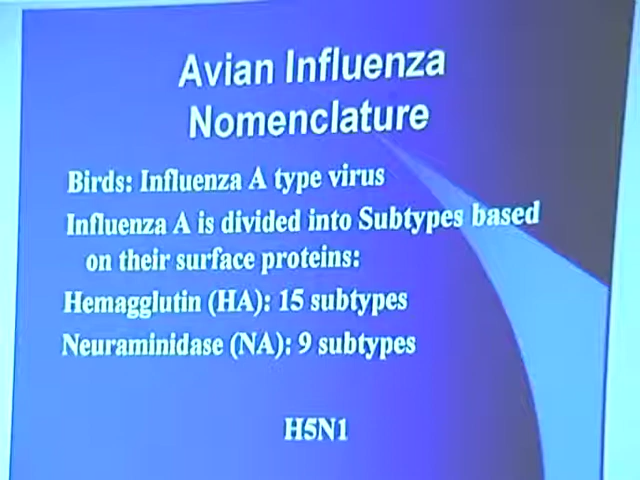 Avian Influenza
Nomenclature
Birds: Influenza A type virus
Influenza A is divided into Subtypes based
on their surface proteins:
Hemagglutin (HA): 15 subtypes
Neuraminidase (NA): 9 subtypes
H5N1